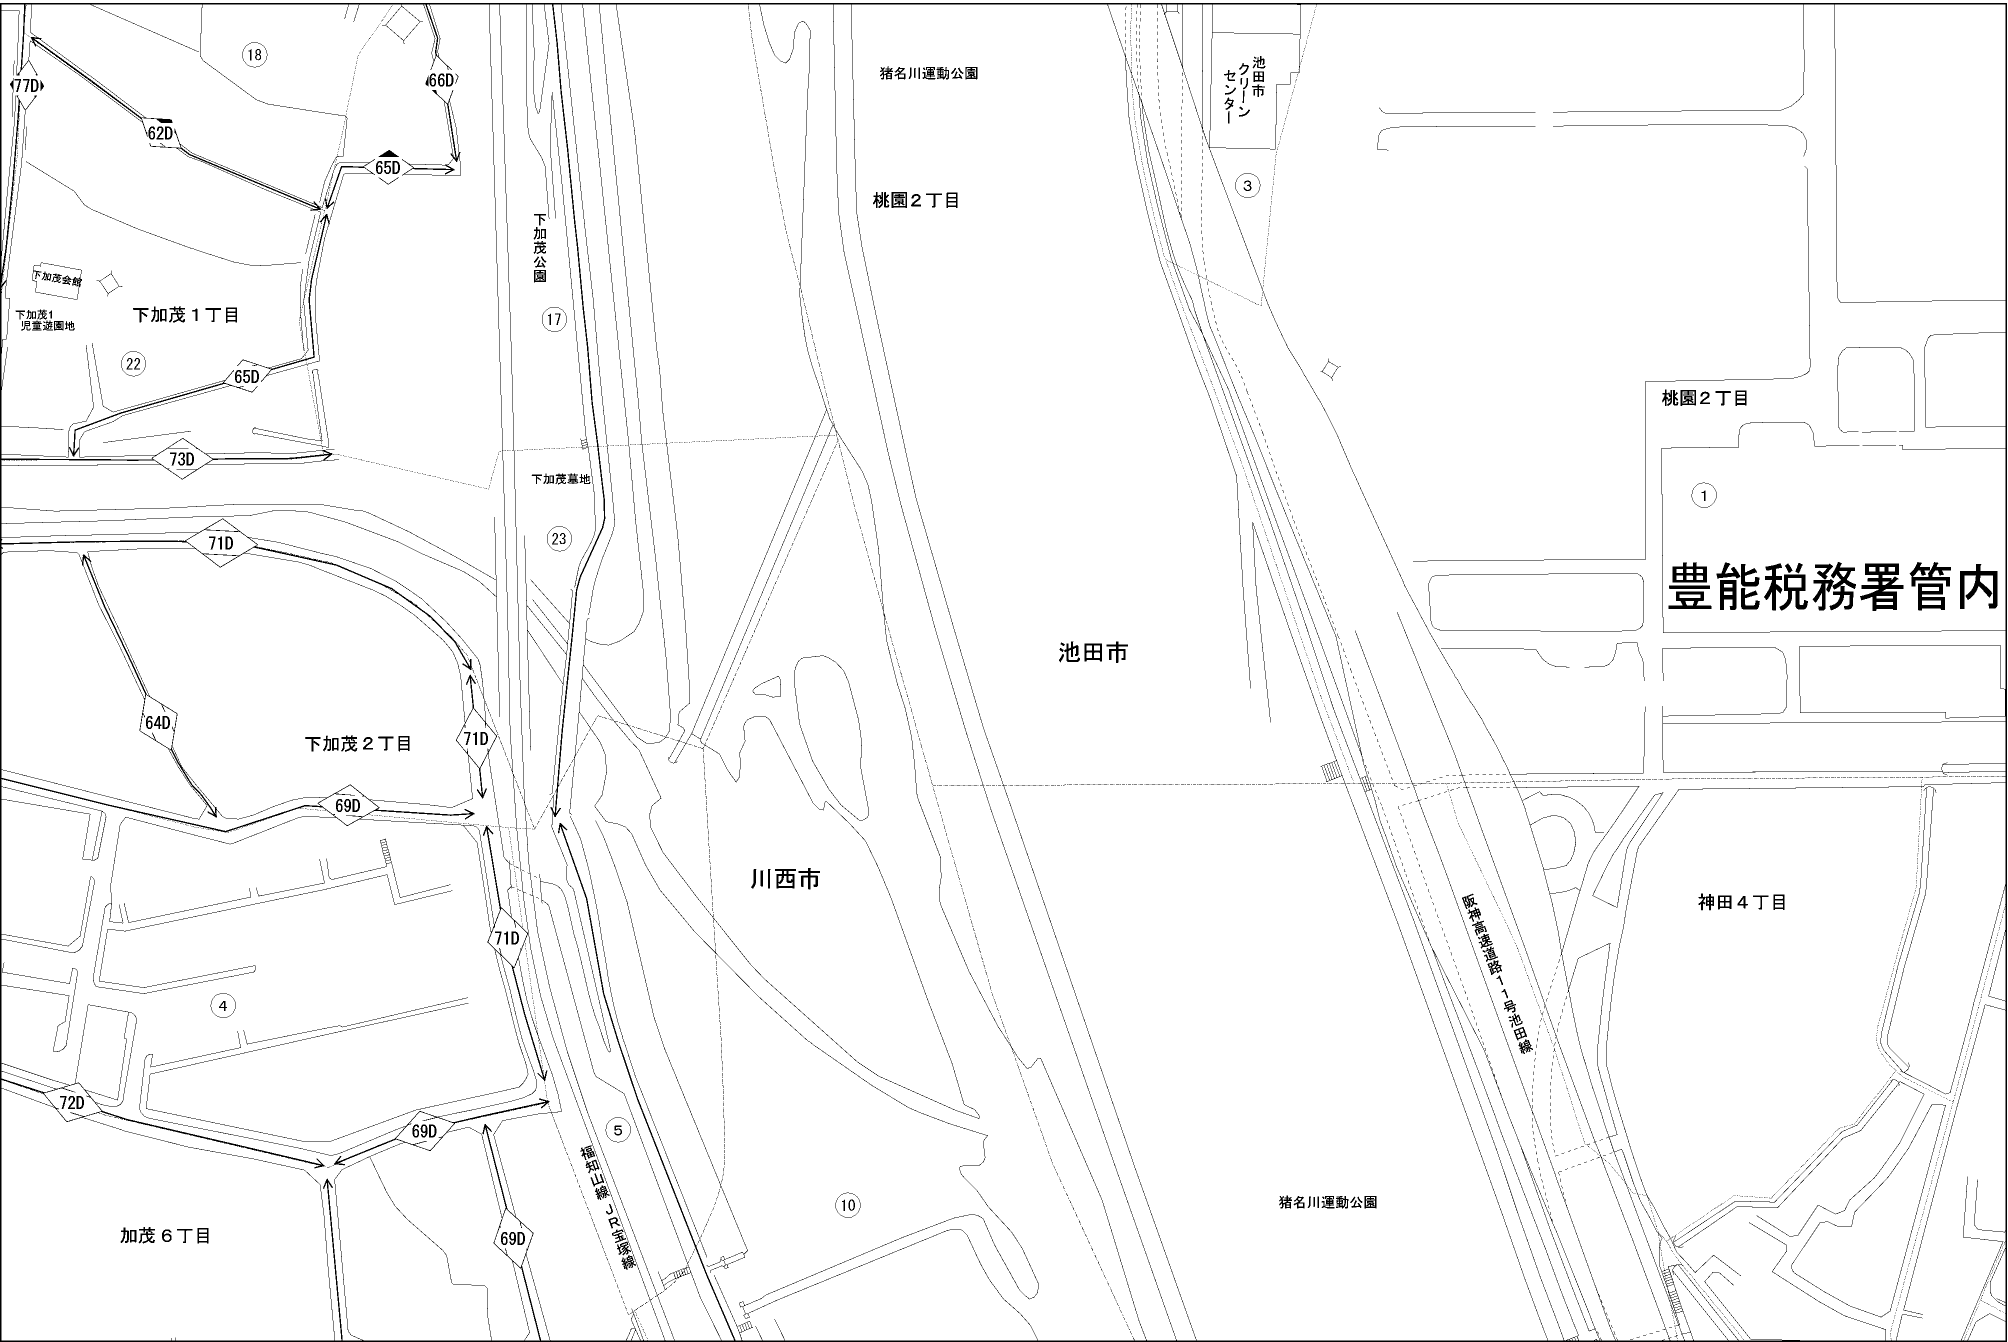 18
77D
66D
62D
65D
猪名川運動公園
池田市
クリーン
センター
3
桃園2丁目
下加茂公園
下加茂会館
下加茂1
児童遊園地
下加茂1丁目
17
22
65D
桃園2丁目
73D
下加茂墓地
1
23
71D
豊能税務署管内
池田市
64D
71D
下加茂2丁目
69D
川西市
神田4丁目
阪神高速道路11号池田線
71D
4
72D
69D
5
福知山線 JR宝塚線
10
猪名川運動公園
加茂6丁目
69D